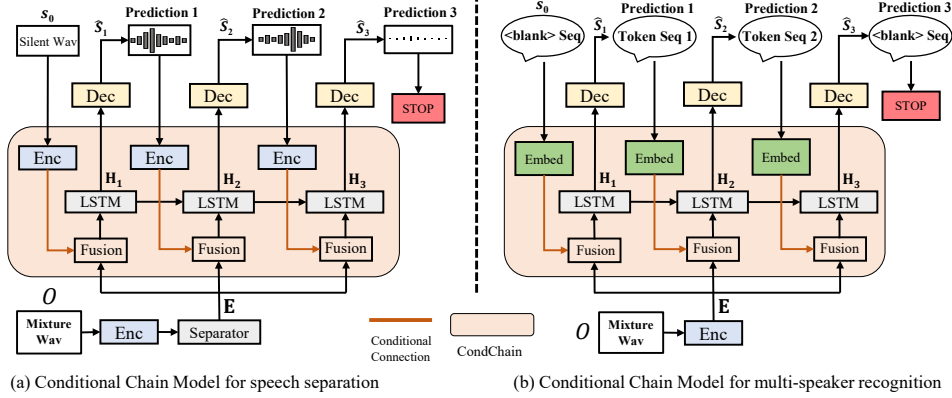 s₀
Silent Wav
Ŝ₁
Prediction 1
Ŝ₂
Prediction 2
Ŝ₃
Prediction 3
Dec
Dec
Dec
STOP
Enc
Enc
Enc
H₁
H₂
H₃
LSTM
LSTM
LSTM
Fusion
Fusion
Fusion
E
O
Mixture
Wav
Enc
Separator
Conditional
Connection
CondChain
(a) Conditional Chain Model for speech separation
s₀
<blank> Seq
Ŝ₁
Prediction 1
Token Seq 1
Ŝ₂
Prediction 2
Token Seq 2
Ŝ₃
Prediction 3
<blank> Seq
Dec
Dec
Dec
STOP
Embed
Embed
Embed
H₁
H₂
H₃
LSTM
LSTM
LSTM
Fusion
Fusion
Fusion
E
O
Mixture
Wav
Enc
(b) Conditional Chain Model for multi-speaker recognition